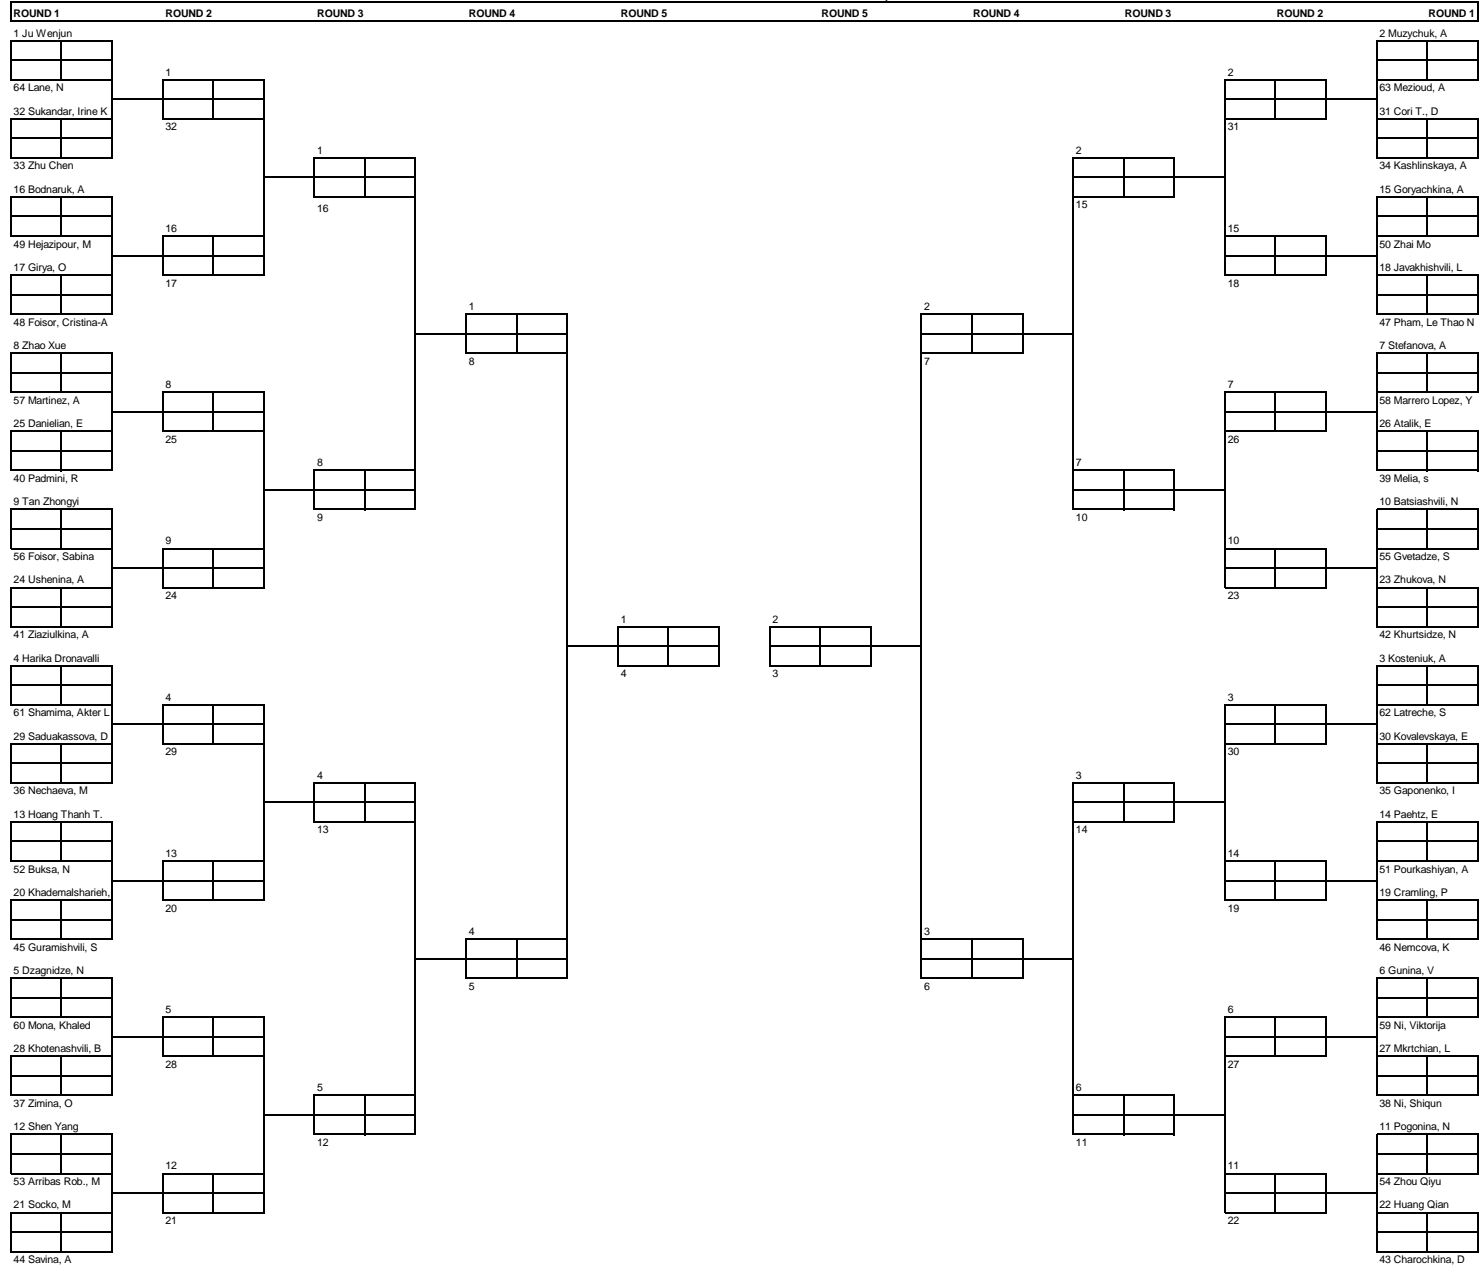 ROUND 1 ROUND 2 ROUND 3 ROUND 4 ROUND 5 ROUND 5 ROUND 4 ROUND 3 ROUND 2 ROUND 1
1 Ju Wenjun
64 Lane, N
32 Sukandar, Irine K
33 Zhu Chen
16 Bodnaruk, A
49 Hejazipour, M
17 Girya, O
48 Foisor, Cristina-A
8 Zhao Xue
57 Martinez, A
25 Danielian, E
40 Padmini, R
9 Tan Zhongyi
56 Foisor, Sabina
24 Ushenina, A
41 Ziaziulkina, A
4 Harika Dronavalli
61 Shamima, Akter L
29 Saduakassova, D
36 Nechaeva, M
13 Hoang Thanh T.
52 Buksa, N
20 Khademalsharieh,
45 Guramishvili, S
5 Dzagnidze, N
60 Mona, Khaled
28 Khotenashvili, B
37 Zimina, O
12 Shen Yang
53 Arribas Rob., M
21 Socko, M
44 Savina, A
1
32
16
17
8
25
9
24
4
29
13
20
5
28
12
21
1
16
8
9
4
13
5
12
1
8
4
5
1
4
2
3
2
7
3
6
2
15
7
10
3
14
6
11
2
31
15
18
7
26
10
23
3
30
14
19
6
27
11
22
2 Muzychuk, A
63 Mezioud, A
31 Cori T., D
34 Kashlinskaya, A
15 Goryachkina, A
50 Zhai Mo
18 Javakhishvili, L
47 Pham, Le Thao N
7 Stefanova, A
58 Marrero Lopez, Y
26 Atalik, E
39 Melia, s
10 Batsiashvili, N
55 Gvetadze, S
23 Zhukova, N
42 Khurtsidze, N
3 Kosteniuk, A
62 Latreche, S
30 Kovalevskaya, E
35 Gaponenko, I
14 Paehtz, E
51 Pourkashiyan, A
19 Cramling, P
46 Nemcova, K
6 Gunina, V
59 Ni, Viktorija
27 Mkrtchian, L
38 Ni, Shiqun
11 Pogonina, N
54 Zhou Qiyu
22 Huang Qian
43 Charochkina, D